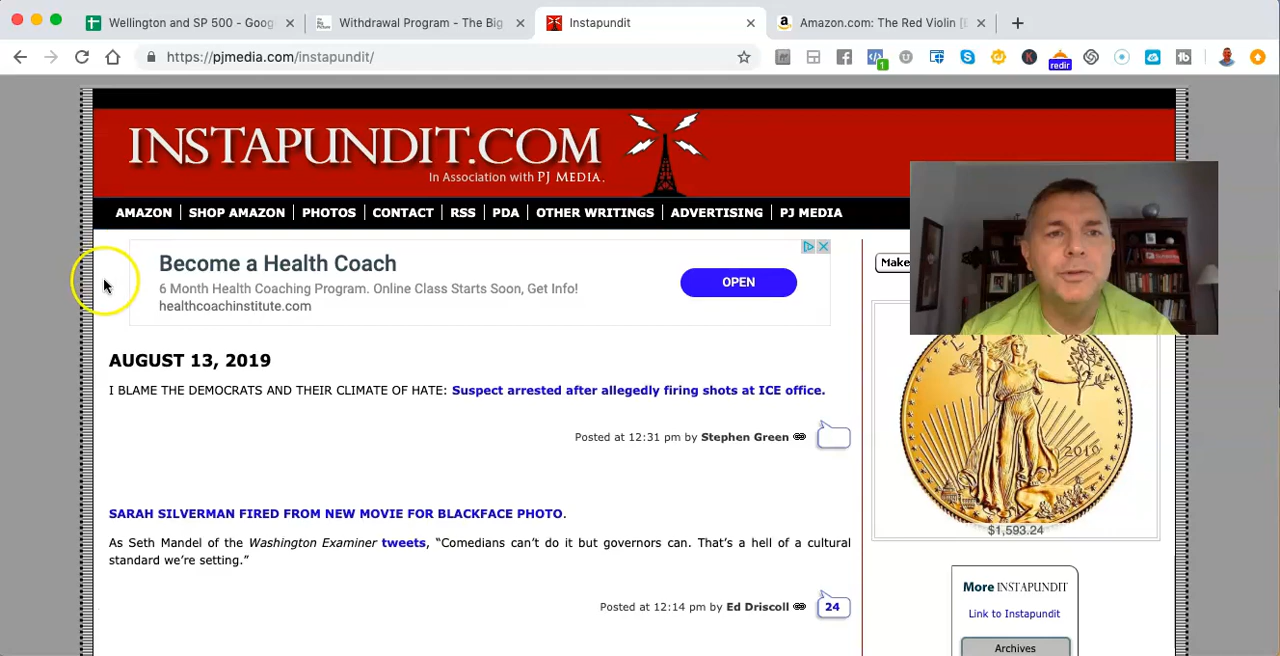 Wellington and SP 500 - Goog
Withdrawal Program - The Big
Instapundit
Amazon.com: The Red Violin [B
https://pjmedia.com/instapundit/
1
redir
tb
INSTAPUNDIT.COM
In Association with PJ MEDIA.
AMAZON | SHOP AMAZON | PHOTOS | CONTACT | RSS | PDA | OTHER WRITINGS | ADVERTISING | PJ MEDIA
Become a Health Coach
6 Month Health Coaching Program. Online Class Starts Soon, Get Info!
healthcoachinstitute.com
OPEN
Make
AUGUST 13, 2019
I BLAME THE DEMOCRATS AND THEIR CLIMATE OF HATE: Suspect arrested after allegedly firing shots at ICE office.
Posted at 12:31 pm by Stephen Green
SARAH SILVERMAN FIRED FROM NEW MOVIE FOR BLACKFACE PHOTO.
As Seth Mandel of the Washington Examiner tweets, “Comedians can’t do it but governors can. That’s a hell of a cultural
standard we’re setting.”
Posted at 12:14 pm by Ed Driscoll
24
$1,593.24
More INSTAPUNDIT
Link to Instapundit
Archives